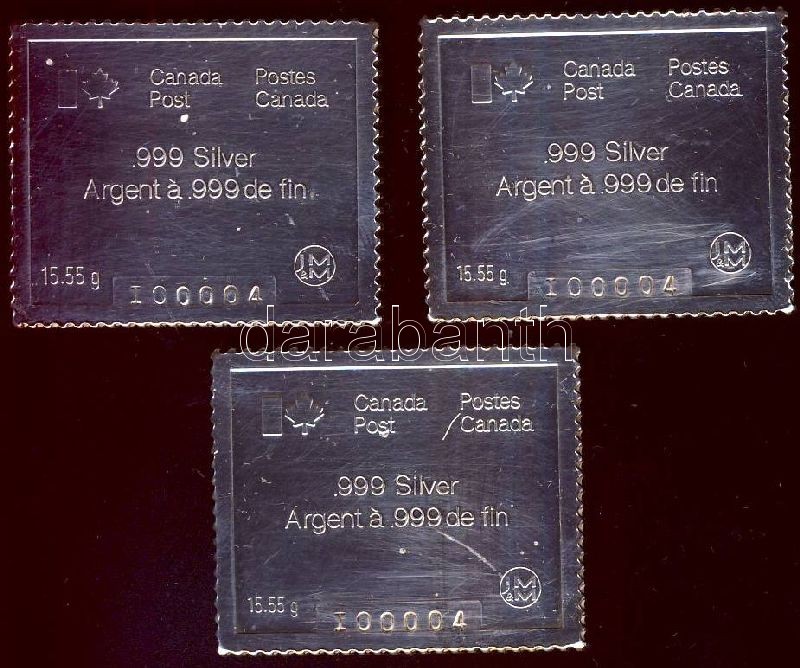 Canada Postes
Post Canada
.999 Silver
Argent à .999 de fin
J&M
M
15.55 g
I00004
Canada Postes
Post Canada
.999 Silver
Argent à .999 de fin
J&M
M
15.55 g
I00004
darabanth
Canada Postes
Post Canada
.999 Silver
Argent à .999 de fin
J&M
M
15.55 g
I00004